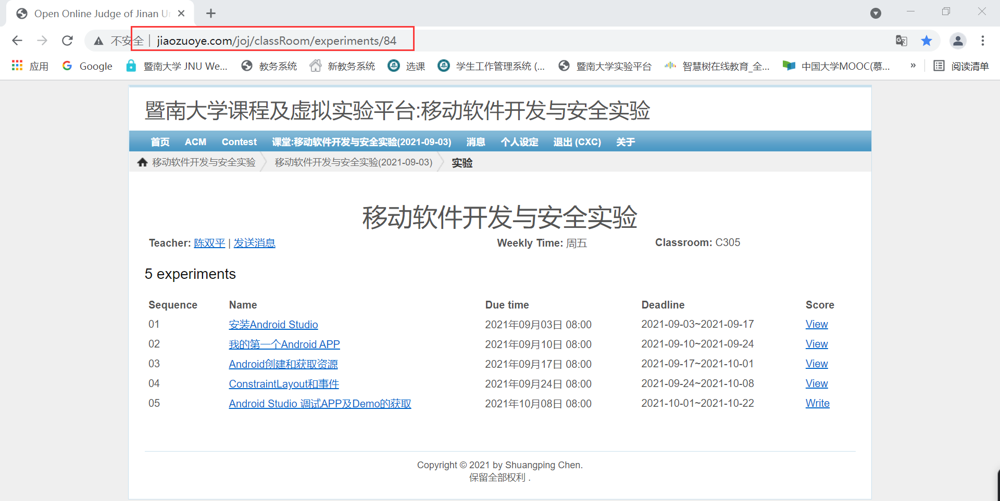 Open Online Judge of Jinan Un
不安全 jiaozuoye.com/joj/classRoom/experiments/84
应用 Google 暨南大学 JNU We... 教务系统 新教务系统 选课 学生工作管理系统 (... 暨南大学实验平台 智慧树在线教育_全... 中国大学MOOC(慕... » 阅读清单
暨南大学课程及虚拟实验平台:移动软件开发与安全实验
首页 ACM Contest 课堂:移动软件开发与安全实验(2021-09-03) 消息 个人设定 退出 (CXC) 关于
移动软件开发与安全实验 移动软件开发与安全实验(2021-09-03) 实验
移动软件开发与安全实验
Teacher: 陈双平 | 发送消息 Weekly Time: 周五 Classroom: C305
5 experiments
Sequence Name Due time Deadline Score
01 安装Android Studio 2021年09月03日 08:00 2021-09-03~2021-09-17 View
02 我的第一个Android APP 2021年09月10日 08:00 2021-09-10~2021-09-24 View
03 Android创建和获取资源 2021年09月17日 08:00 2021-09-17~2021-10-01 View
04 ConstraintLayout和事件 2021年09月24日 08:00 2021-09-24~2021-10-08 View
05 Android Studio 调试APP及Demo的获取 2021年10月08日 08:00 2021-10-01~2021-10-22 Write
Copyright © 2021 by Shuangping Chen.
保留全部权利 .